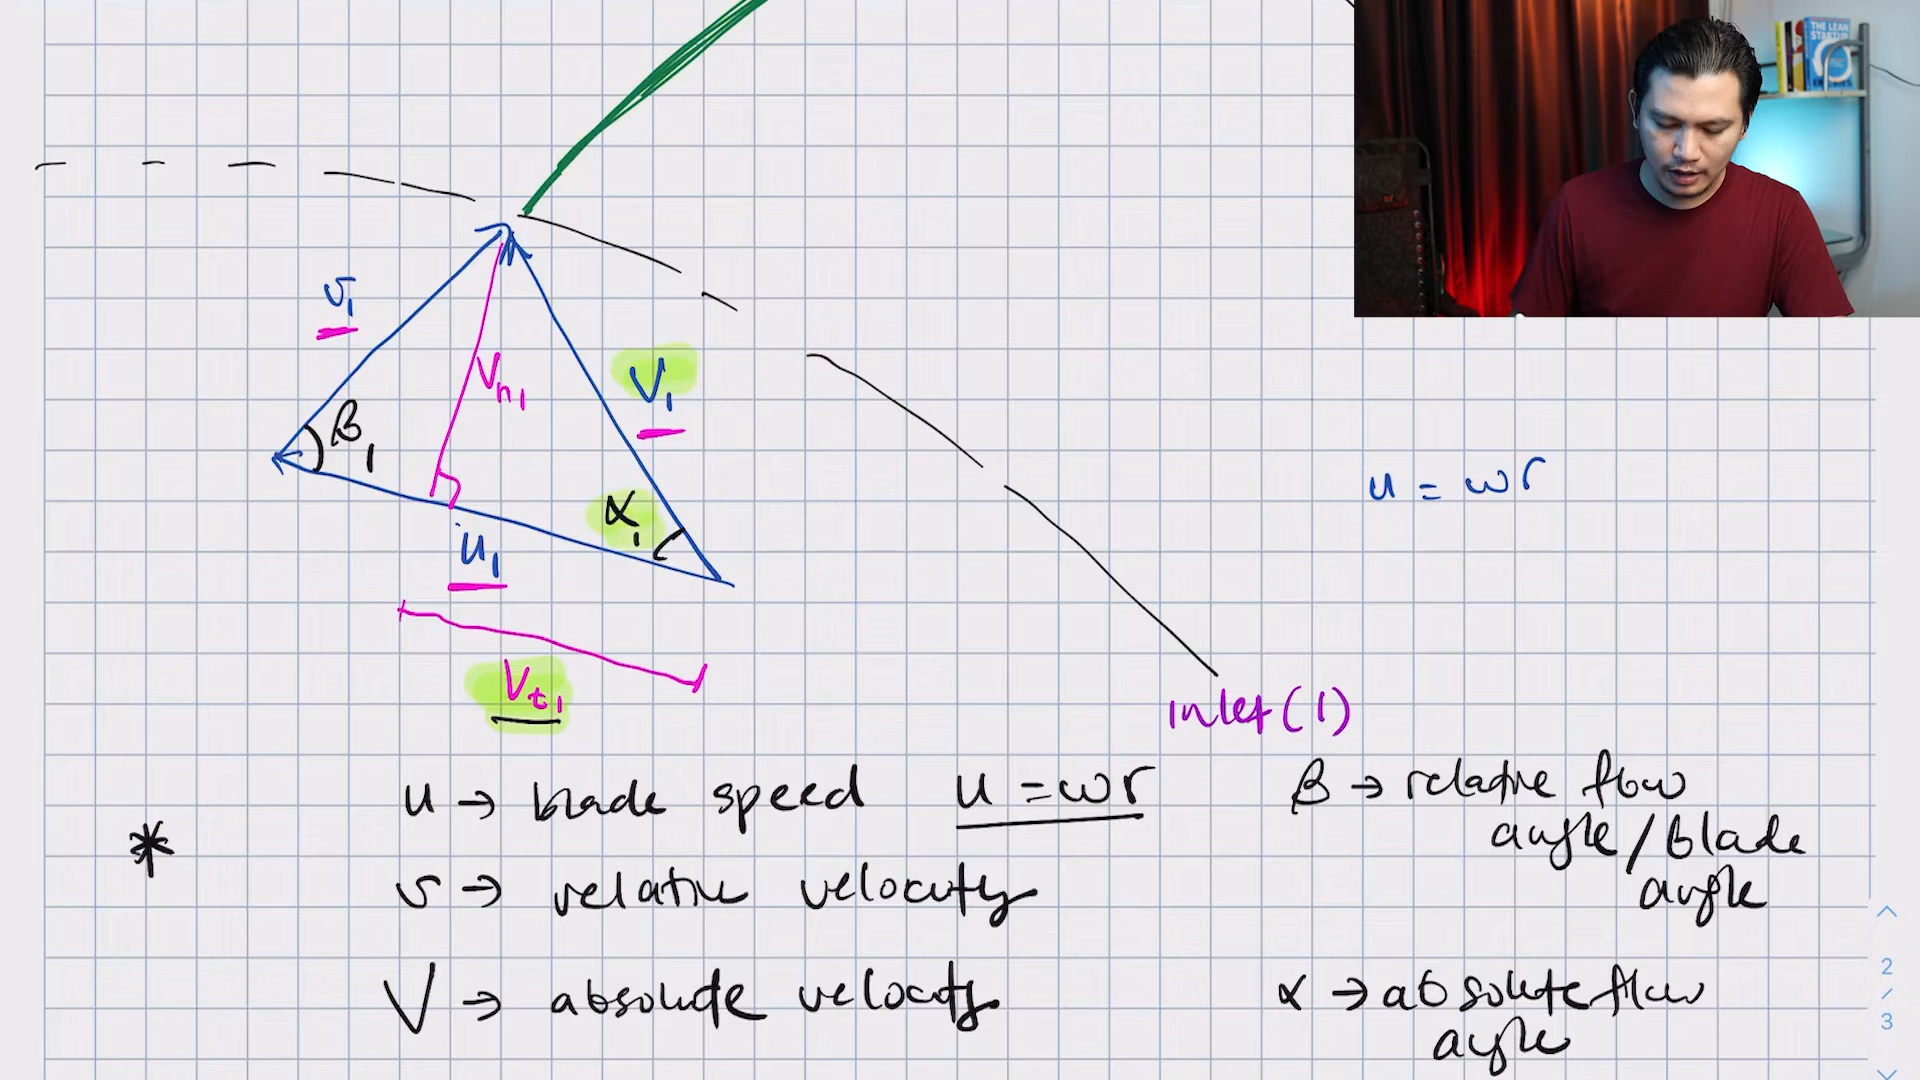 THE LEAN
STARTUP
v₁
Vn₁
V₁
β₁
α₁
u₁
u = ωr
Vt₁
inlet (1)
u → blade speed u = ωr
β → relative flow
angle / blade
angle
*
v → relative velocity
V → absolute velocity
α → absolute flow
angle
2
/
3